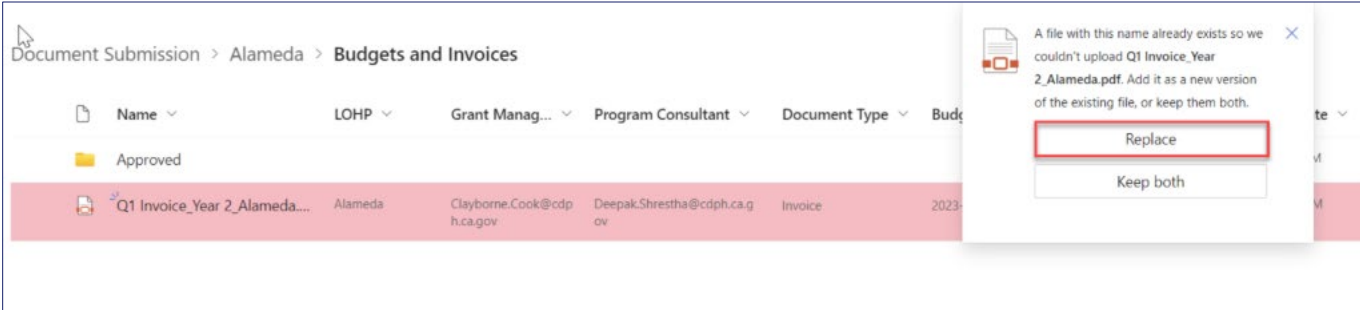 Document Submission > Alameda > Budgets and Invoices
A file with this name already exists so we
couldn't upload Q1 Invoice_Year
2_Alameda.pdf. Add it as a new version
of the existing file, or keep them both.
Replace
Keep both
Name LOHP Grant Manag... Program Consultant Document Type
Approved
Q1 Invoice_Year 2_Alameda.... Alameda Clayborne.Cook@cdp Deepak.Shrestha@cdph.ca.g Invoice 2023-
h.ca.gov ov